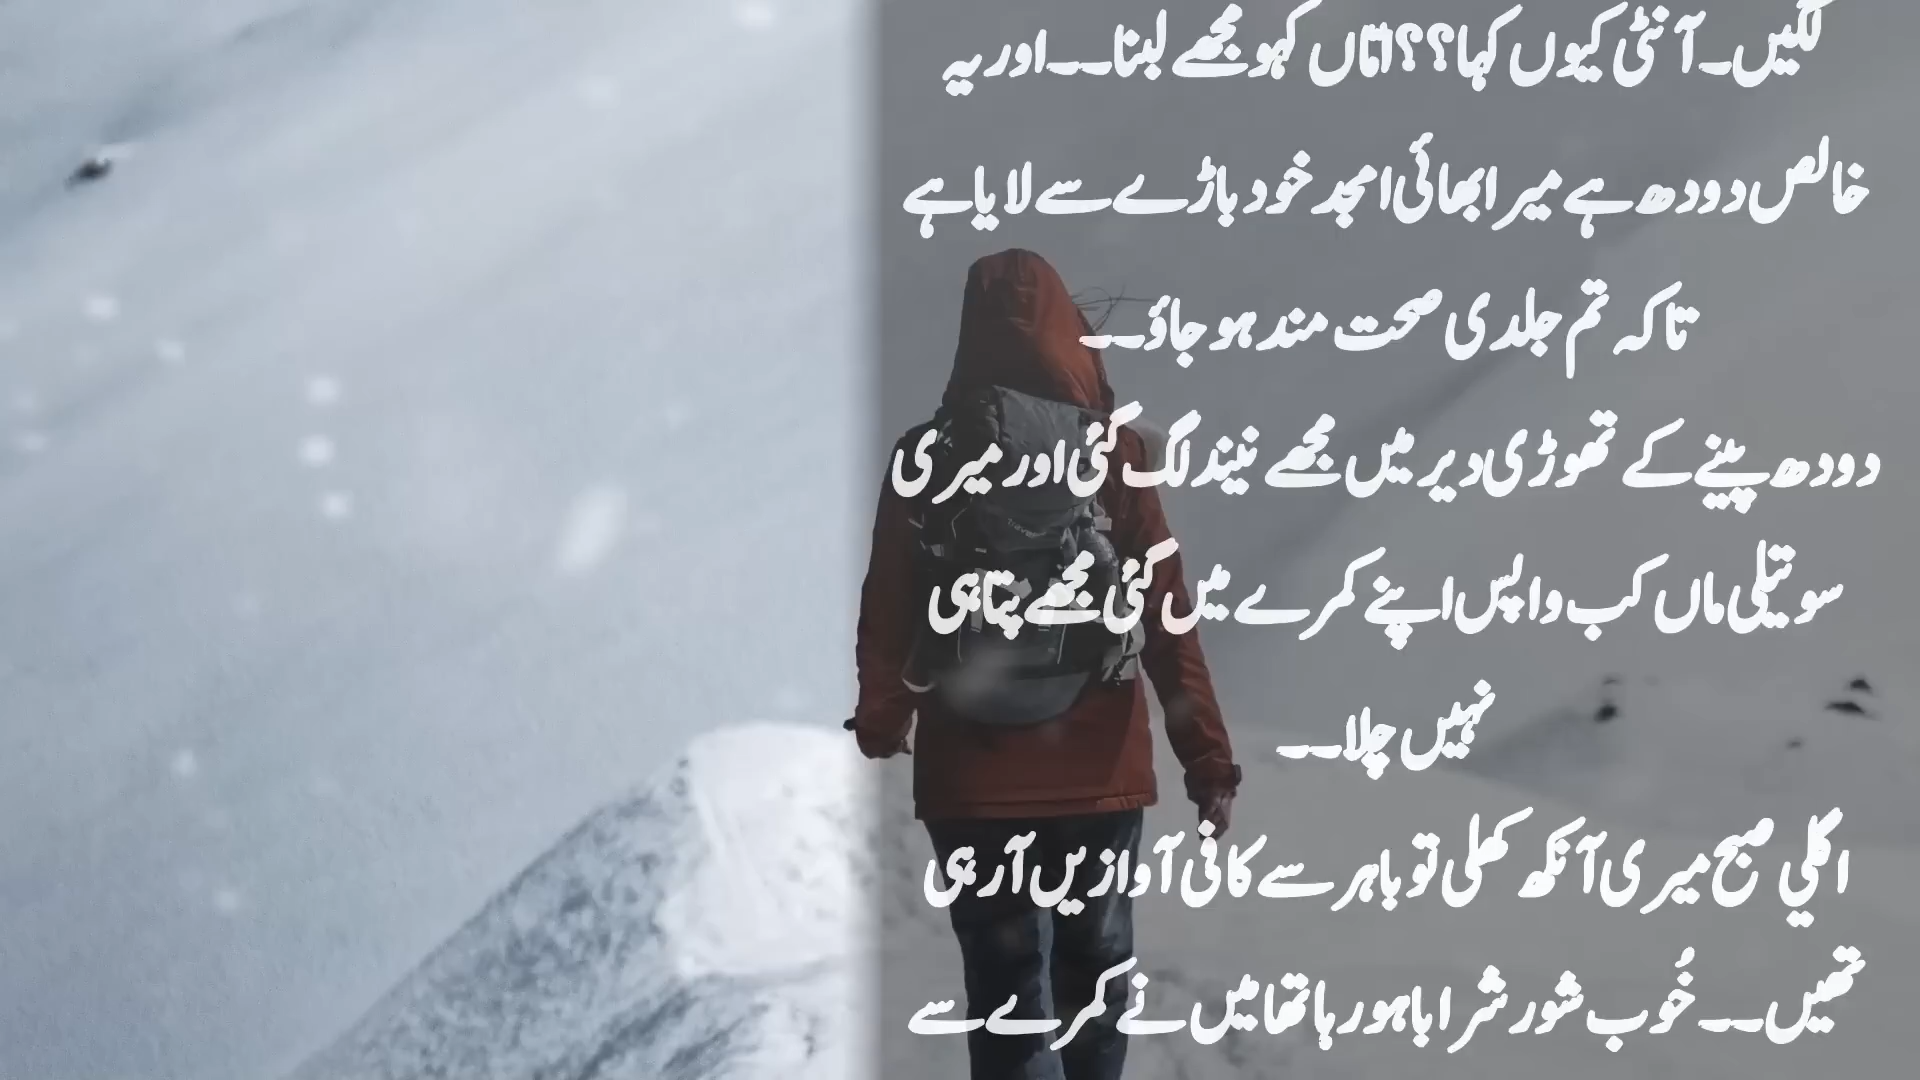 لگیں۔ آنٹی کیوں کہا؟؟ امّاں کہو مجھے لبنا۔۔۔ اور یہ
خالص دودھ ہے میرا بھائی امجد خود باڑے سے لایا ہے
تاکہ تم جلدی صحت مند ہو جاؤ۔۔۔
دودھ پینے کے تھوڑی دیر میں مجھے نیند لگ گئی اور میری
سوتیلی ماں کب واپس اپنے کمرے میں گئی مجھے پتا ہی
نہیں چلا۔۔۔
اگلی صبح میری آنکھ کھلی تو باہر سے کافی آوازیں آ رہی
تھیں۔۔۔ خُوب شور شرابا ہو رہا تھا میں نے کمرے سے